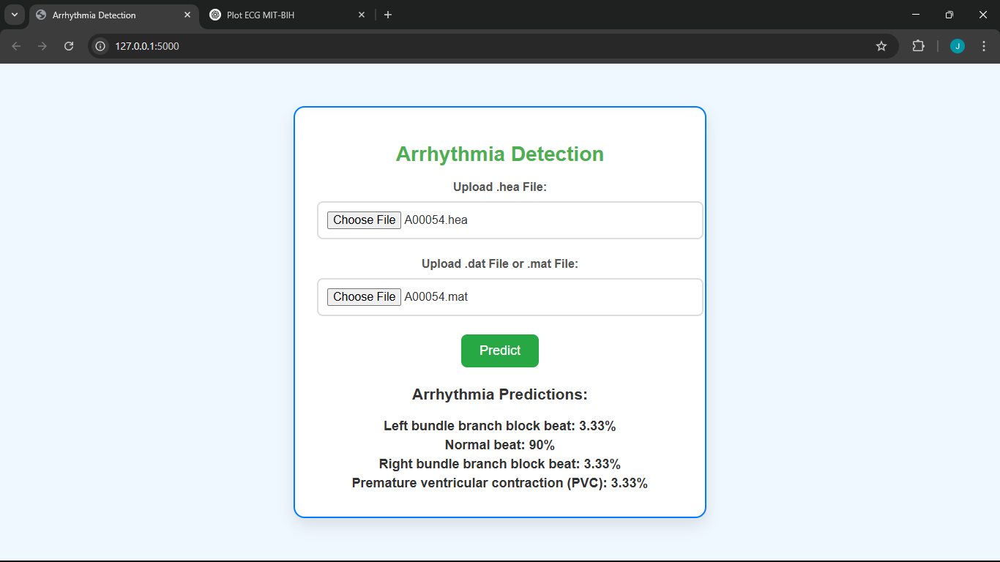 Arrhythmia Detection
Plot ECG MIT-BIH
127.0.0.1:5000
J
Arrhythmia Detection
Upload .hea File:
Choose File A00054.hea
Upload .dat File or .mat File:
Choose File A00054.mat
Predict
Arrhythmia Predictions:
Left bundle branch block beat: 3.33%
Normal beat: 90%
Right bundle branch block beat: 3.33%
Premature ventricular contraction (PVC): 3.33%